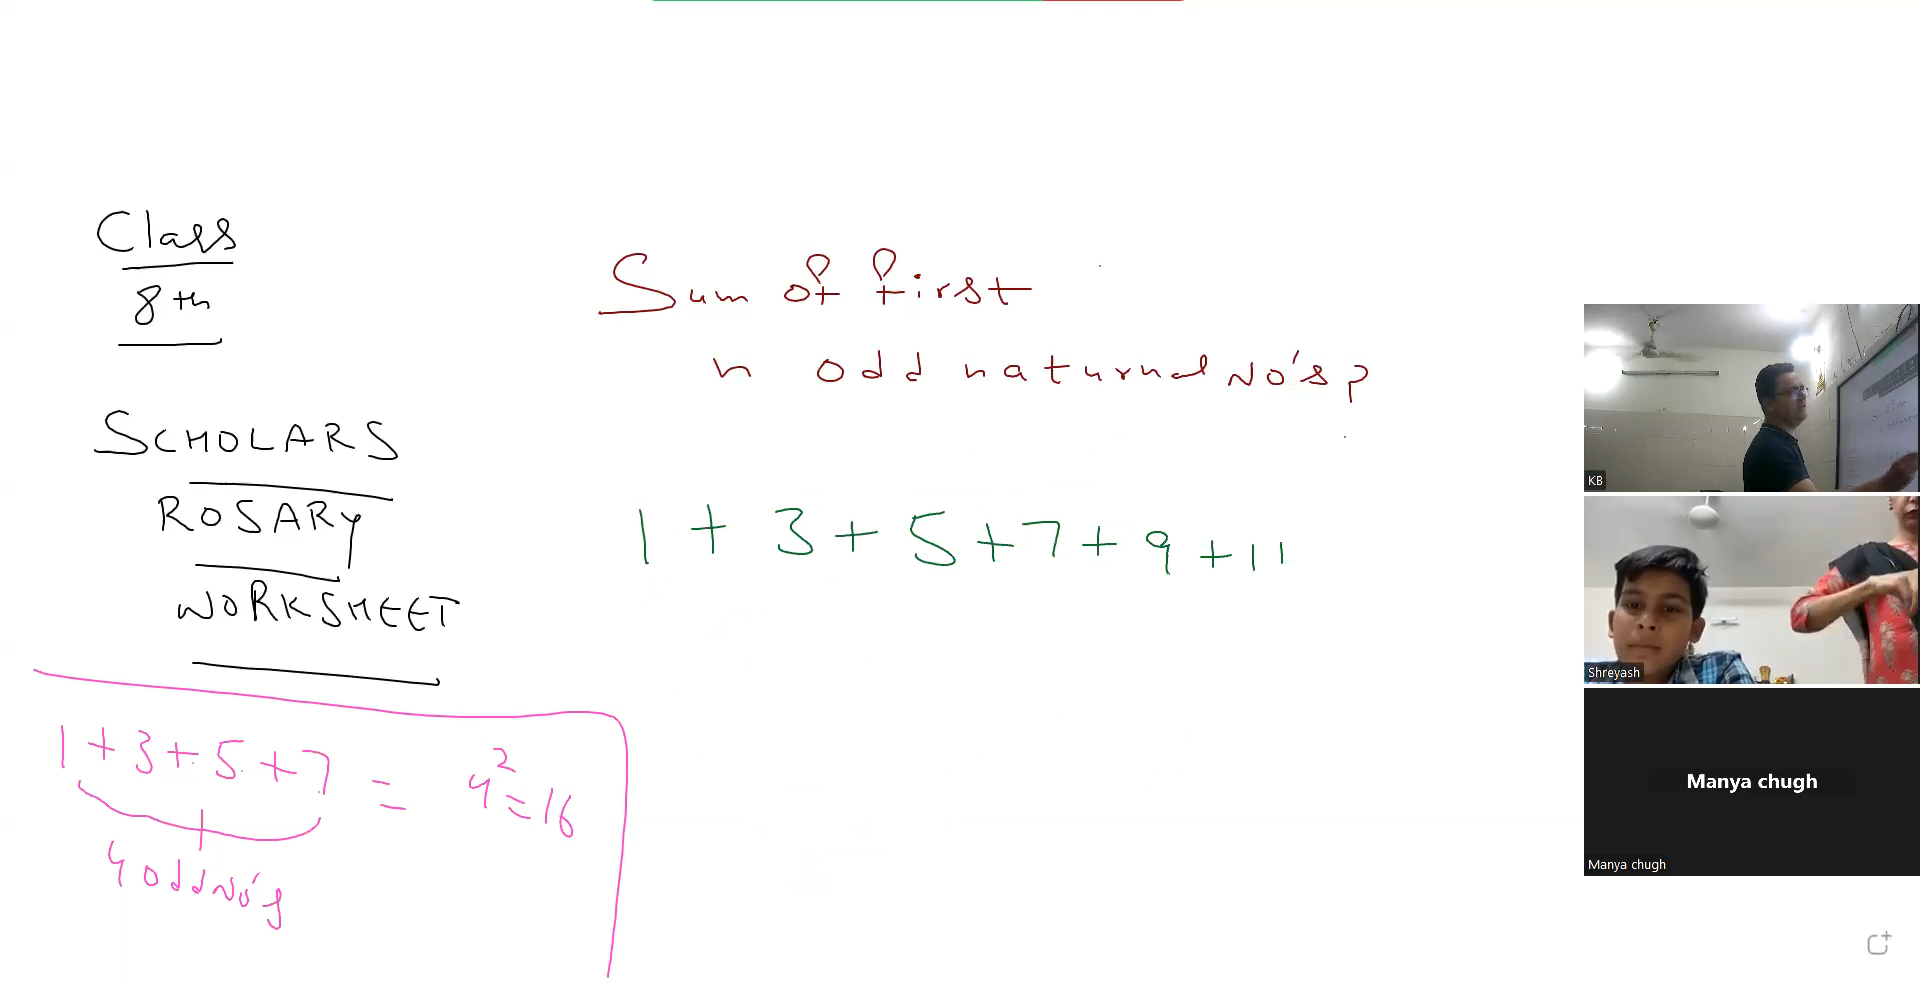 Class
8th
SCHOLARS
ROSARY
WORKSHEET
1+3+5+7 = 4²=16
4 odd No's
Sum of first
n odd naturnal No's?
1 + 3 + 5 + 7 + 9 + 11
KB
Shreyash
Manya chugh
Manya chugh